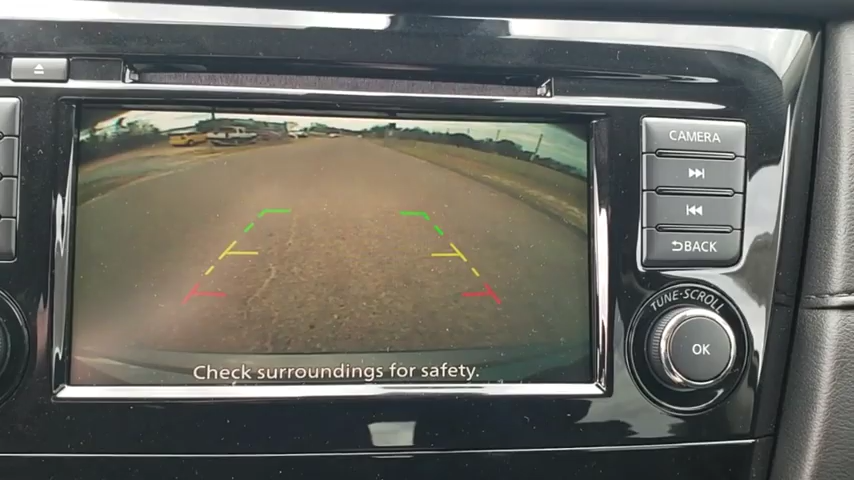 CAMERA
BACK
TUNE·SCROLL
OK
Check surroundings for safety.